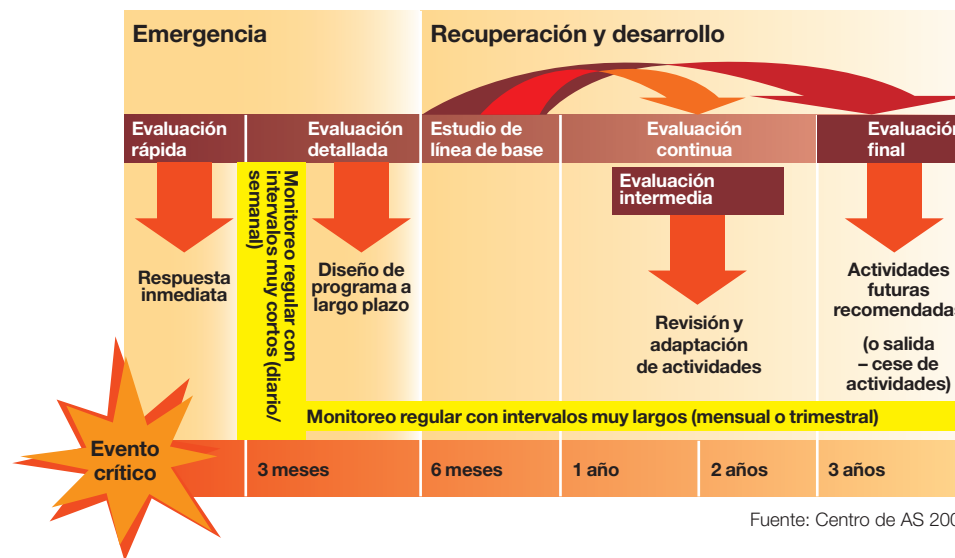 Emergencia
Recuperación y desarrollo
Evaluación
rápida
Evaluación
detallada
Estudio de
línea de base
Evaluación
continua
Evaluación
final
Evaluación
intermedia
Monitoreo regular con
intervalos muy cortos (diario/
semanal)
Respuesta
inmediata
Diseño de
programa a
largo plazo
Revisión y
adaptación
de actividades
Actividades
futuras
recomendadas
(o salida
– cese de
actividades)
Monitoreo regular con intervalos muy largos (mensual o trimestral)
Evento
crítico
3 meses
6 meses
1 año
2 años
3 años
Fuente: Centro de AS